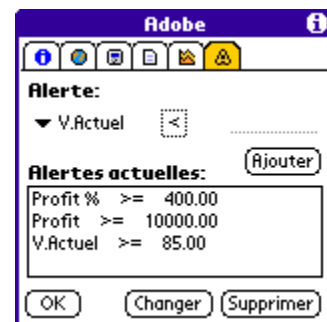 Adobe
Alerte:
V.Actuel <
Ajouter
Alertes actuelles:
Profit % >= 400.00
Profit >= 10000.00
V.Actuel >= 85.00
OK Changer Supprimer